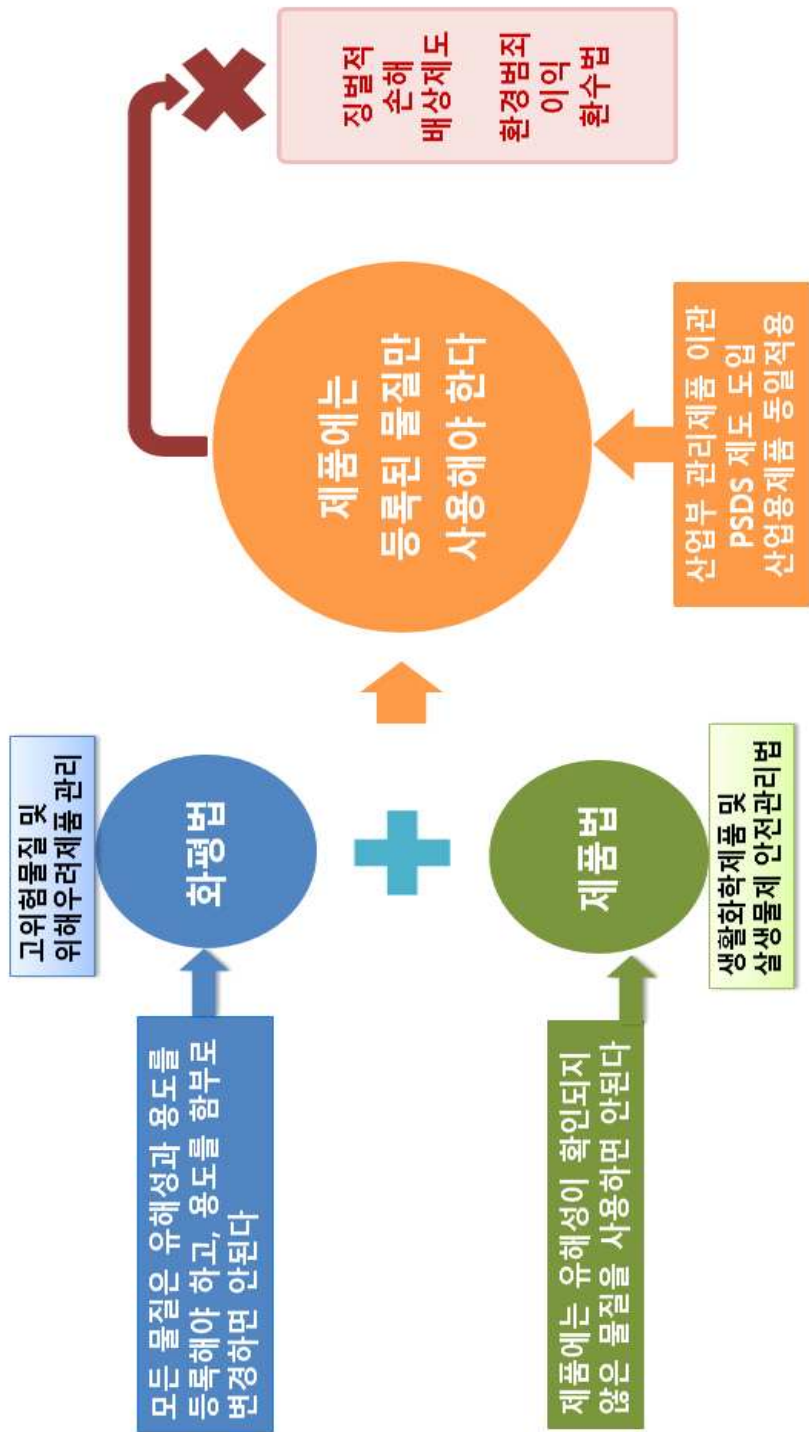 고위험물질 및
위해우려제품 관리
모든 물질은 유해성과 용도를
등록해야 하고, 용도를 함부로
변경하면 안된다
화평법
제품에는 유해성이 확인되지
않은 물질을 사용하면 안된다
제품법
생활화학제품 및
살생물제 안전관리법
제품에는
등록된 물질만
사용해야 한다
산업부 관리제품 이관
PSDS 제도 도입
산업용제품 동일적용
징벌적
손해
배상제도
환경범죄
이익
환수법